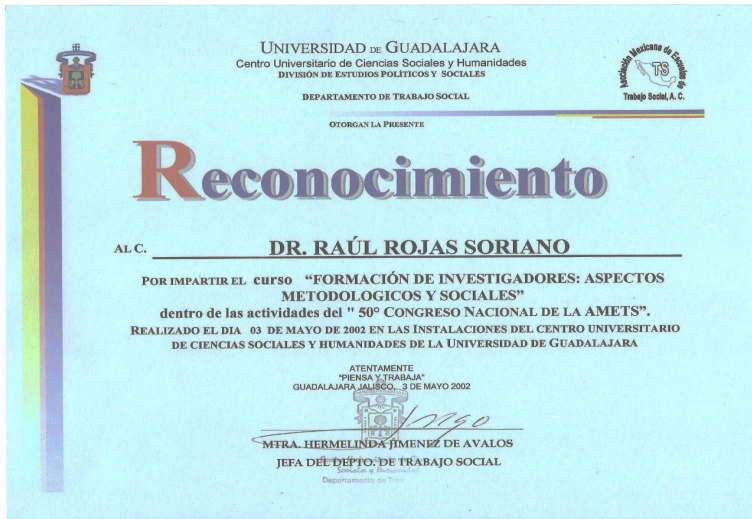 UNIVERSIDAD DE GUADALAJARA
Centro Universitario de Ciencias Sociales y Humanidades
DIVISIÓN DE ESTUDIOS POLÍTICOS Y SOCIALES
DEPARTAMENTO DE TRABAJO SOCIAL
Asociación Mexicana de Escuelas de
TS
Trabajo Social, A. C.
OTORGAN LA PRESENTE
Reconocimiento
AL C. DR. RAÚL ROJAS SORIANO
POR IMPARTIR EL curso "FORMACIÓN DE INVESTIGADORES: ASPECTOS
METODOLOGICOS Y SOCIALES"
dentro de las actividades del " 50° CONGRESO NACIONAL DE LA AMETS".
REALIZADO EL DIA 03 DE MAYO DE 2002 EN LAS INSTALACIONES DEL CENTRO UNIVERSITARIO
DE CIENCIAS SOCIALES Y HUMANIDADES DE LA UNIVERSIDAD DE GUADALAJARA
ATENTAMENTE
"PIENSA Y TRABAJA"
GUADALAJARA JALISCO, 3 DE MAYO 2002
MTRA. HERMELINDA JIMENEZ DE AVALOS
JEFA DEL DEPTO. DE TRABAJO SOCIAL
Sociales y
Departamento de